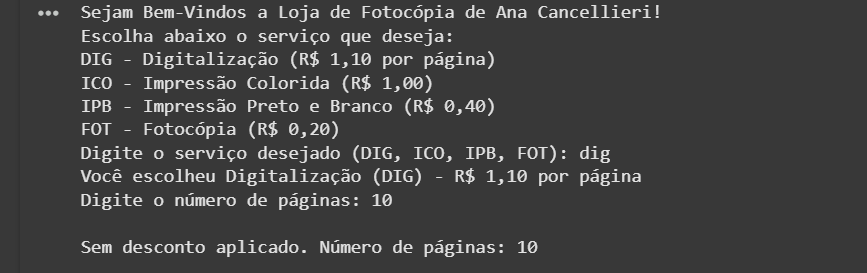 ••• Sejam Bem-Vindos a Loja de Fotocópia de Ana Cancellieri!
Escolha abaixo o serviço que deseja:
DIG - Digitalização (R$ 1,10 por página)
ICO - Impressão Colorida (R$ 1,00)
IPB - Impressão Preto e Branco (R$ 0,40)
FOT - Fotocópia (R$ 0,20)
Digite o serviço desejado (DIG, ICO, IPB, FOT): dig
Você escolheu Digitalização (DIG) - R$ 1,10 por página
Digite o número de páginas: 10
Sem desconto aplicado. Número de páginas: 10